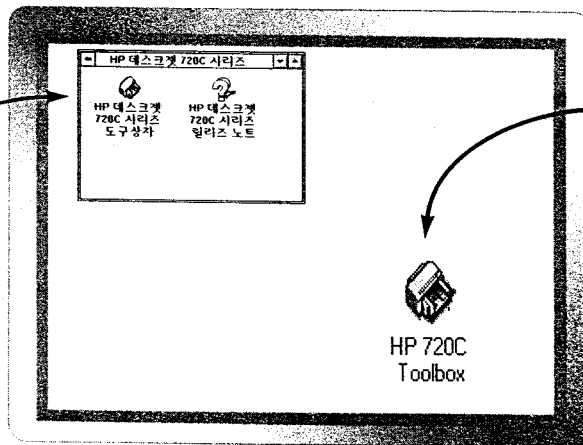 HP 데스크젯 720C 시리즈
HP 데스크젯
720C 시리즈
도구상자
HP 데스크젯
720C 시리즈
릴리즈 노트
HP 720C
Toolbox